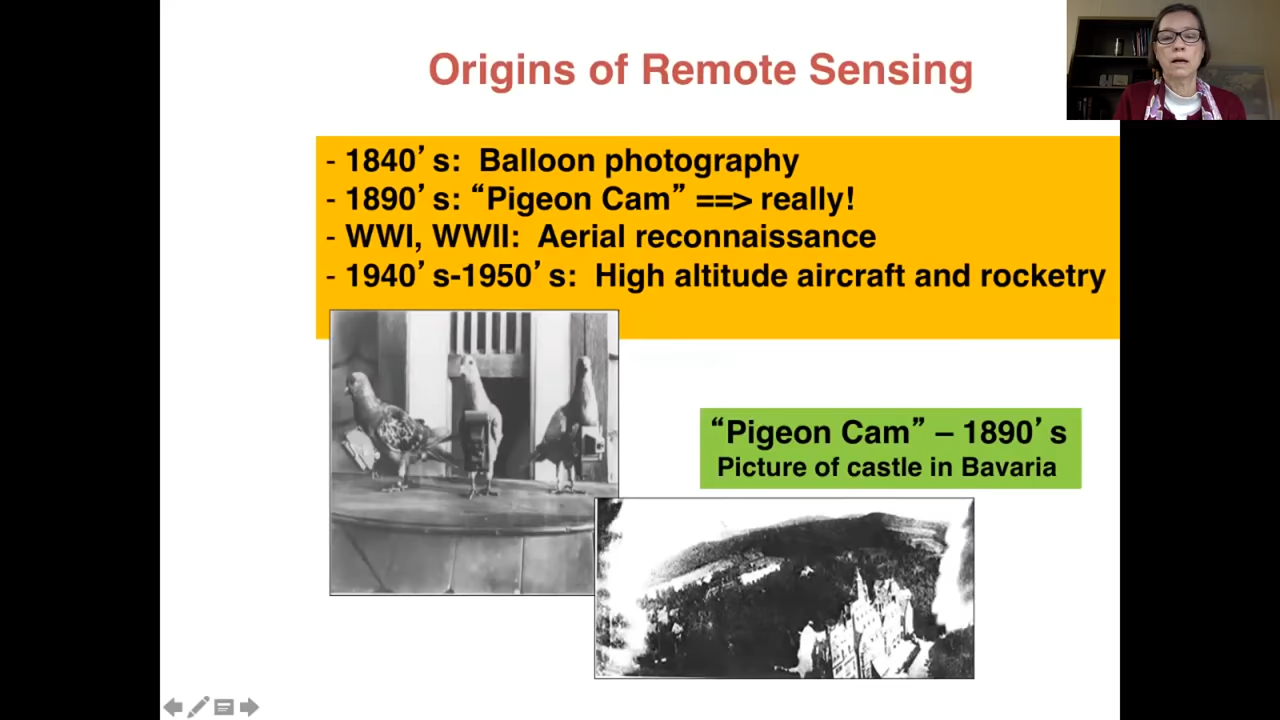 Origins of Remote Sensing
- 1840's: Balloon photography
- 1890's: “Pigeon Cam” ==> really!
- WWI, WWII: Aerial reconnaissance
- 1940's-1950's: High altitude aircraft and rocketry
“Pigeon Cam” – 1890's
Picture of castle in Bavaria